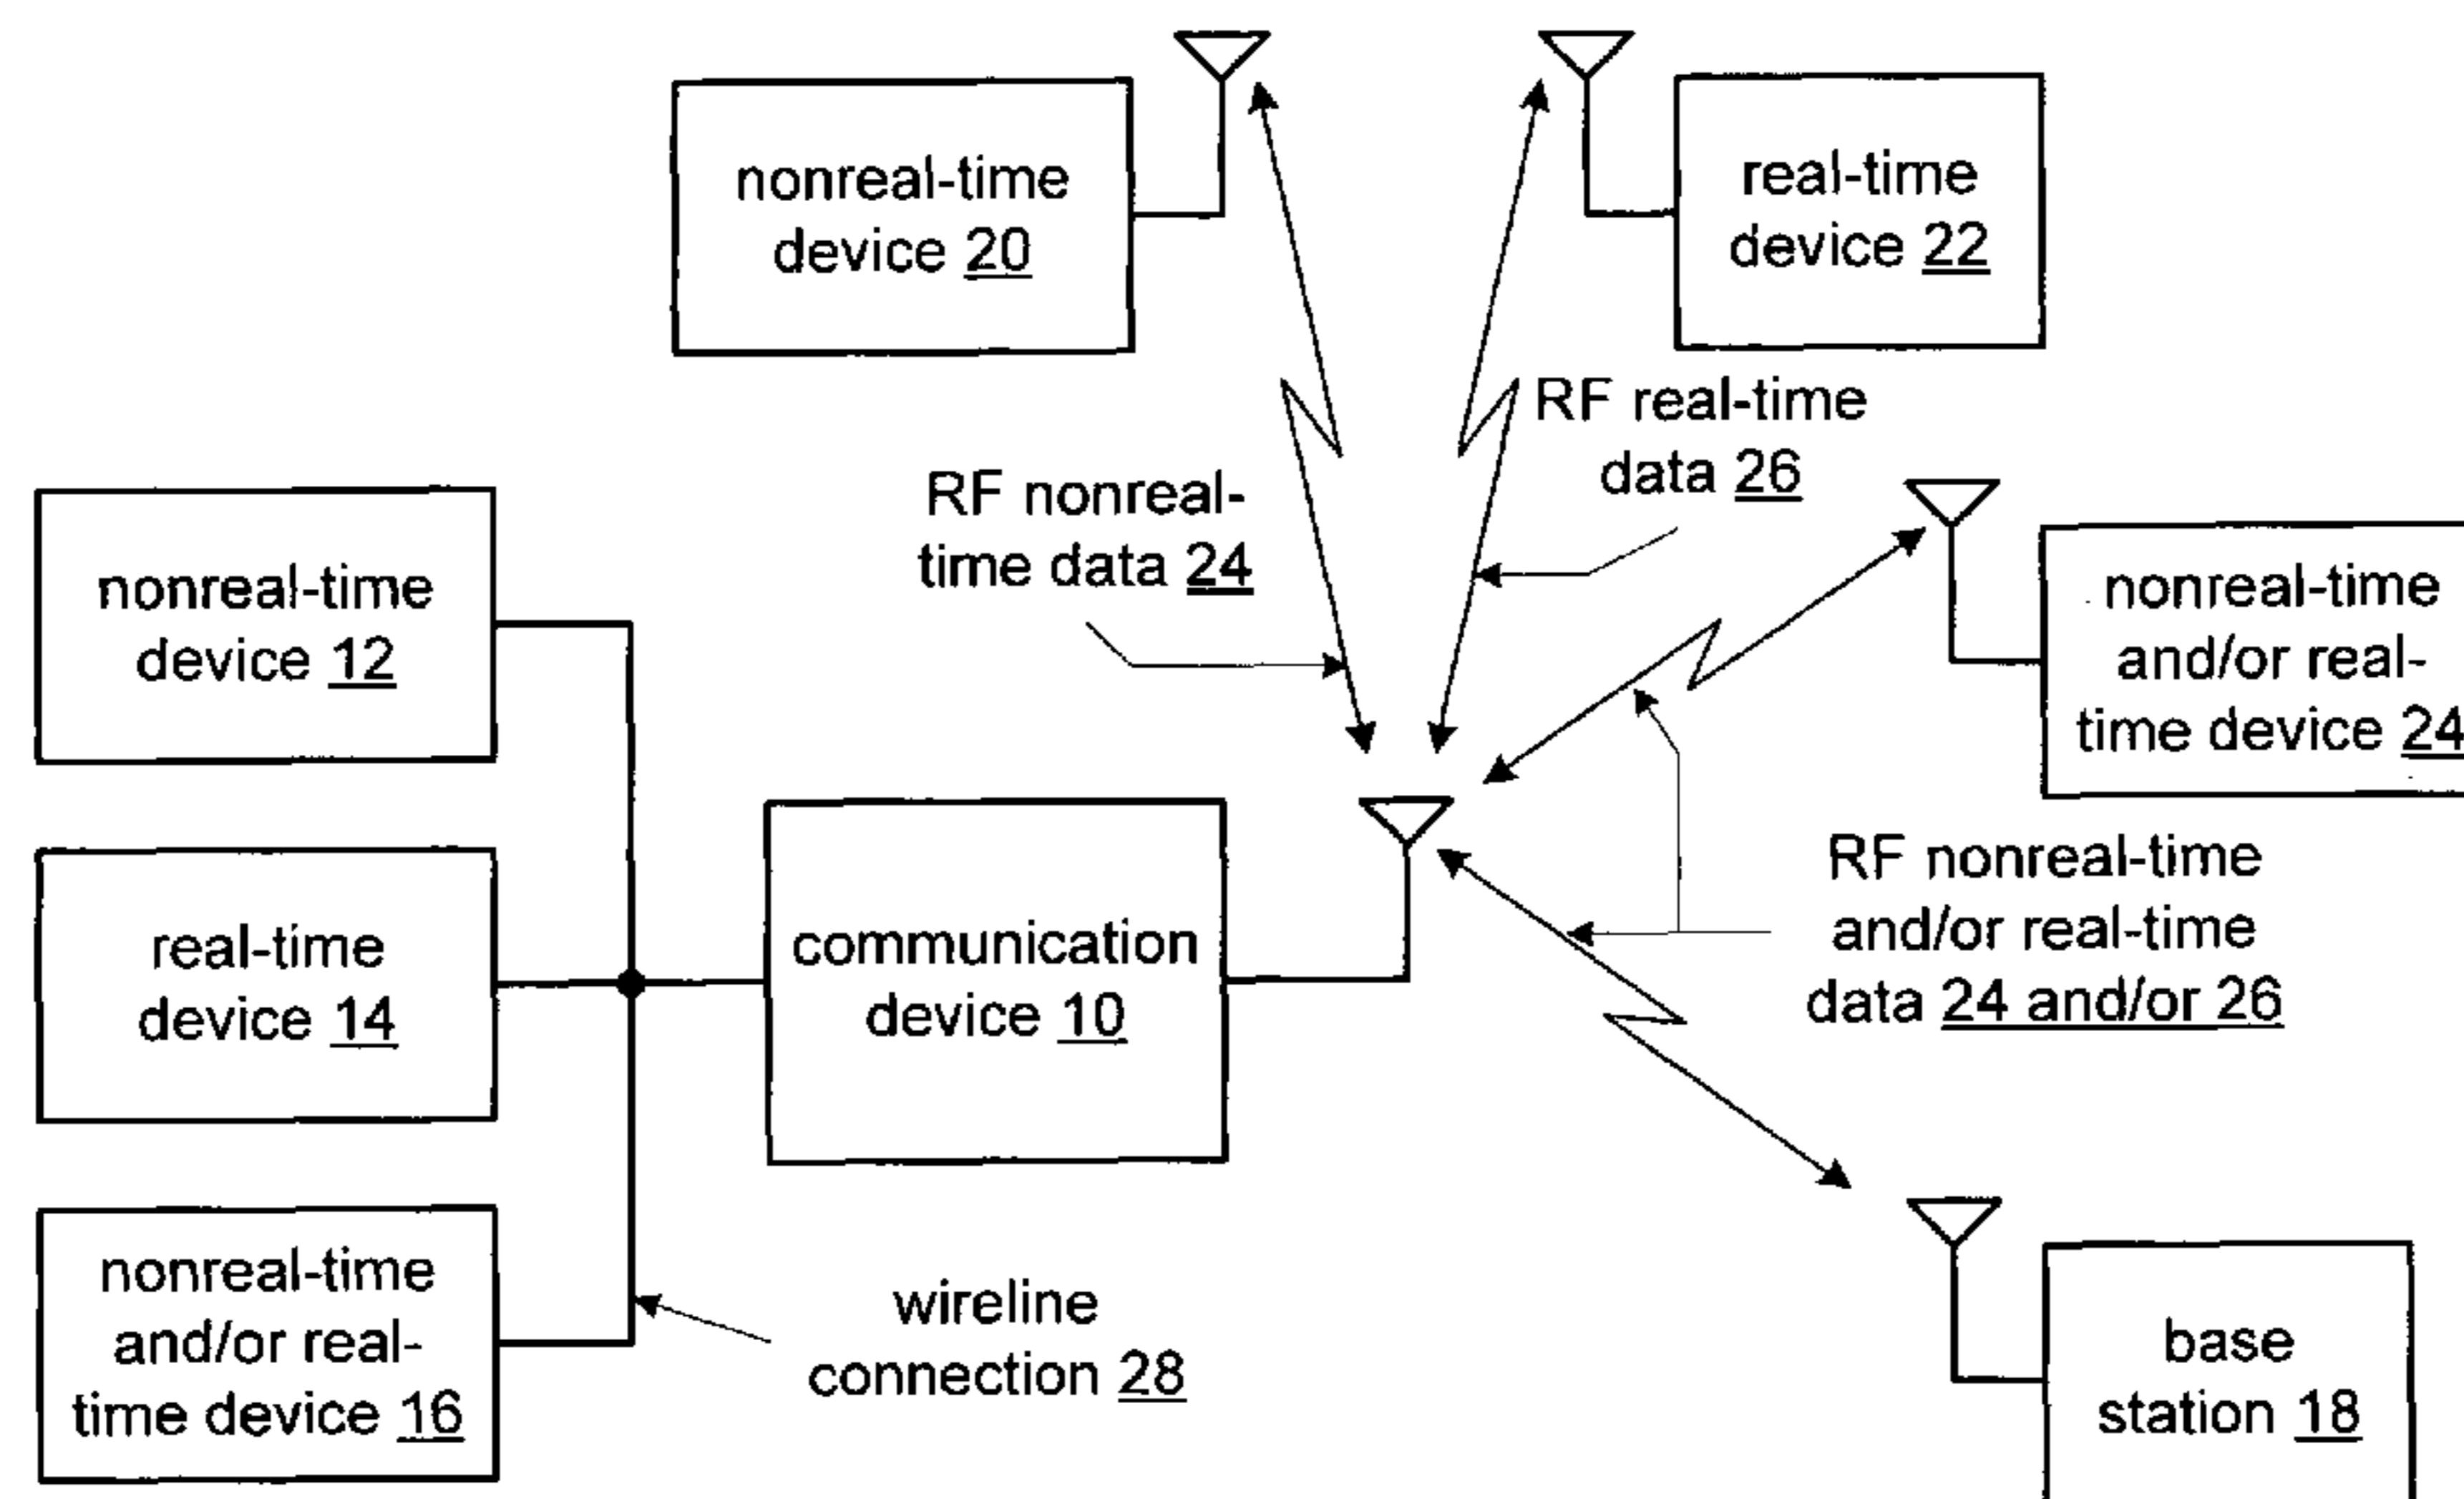 nonreal-time
device 20
real-time
device 22
RF real-time
data 26
RF nonreal-
time data 24
nonreal-time
device 12
nonreal-time
and/or real-
time device 24
real-time
device 14
communication
device 10
RF nonreal-time
and/or real-time
data 24 and/or 26
nonreal-time
and/or real-
time device 16
wireline
connection 28
base
station 18